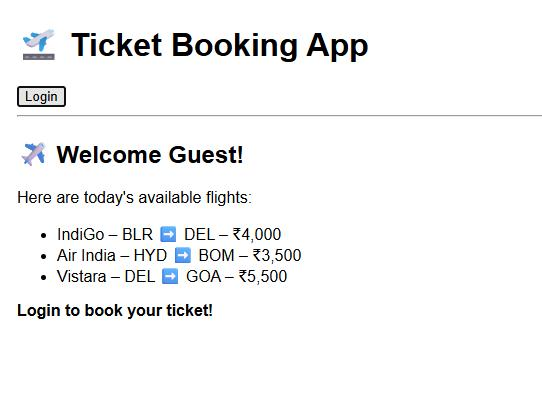 🛫 Ticket Booking App
Login
✈️ Welcome Guest!
Here are today's available flights:
• IndiGo – BLR ➡️ DEL – ₹4,000
• Air India – HYD ➡️ BOM – ₹3,500
• Vistara – DEL ➡️ GOA – ₹5,500
Login to book your ticket!